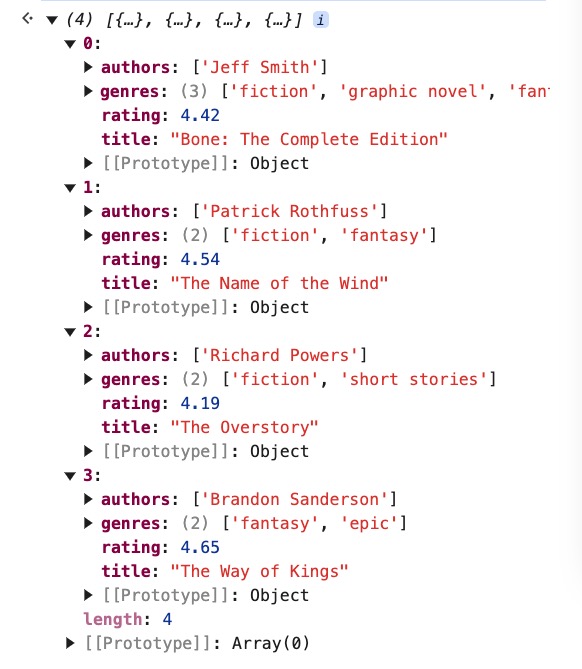 (4) [{…}, {…}, {…}, {…}] i
0:
authors: ['Jeff Smith']
genres: (3) ['fiction', 'graphic novel', 'fan
rating: 4.42
title: "Bone: The Complete Edition"
[[Prototype]]: Object
1:
authors: ['Patrick Rothfuss']
genres: (2) ['fiction', 'fantasy']
rating: 4.54
title: "The Name of the Wind"
[[Prototype]]: Object
2:
authors: ['Richard Powers']
genres: (2) ['fiction', 'short stories']
rating: 4.19
title: "The Overstory"
[[Prototype]]: Object
3:
authors: ['Brandon Sanderson']
genres: (2) ['fantasy', 'epic']
rating: 4.65
title: "The Way of Kings"
[[Prototype]]: Object
length: 4
[[Prototype]]: Array(0)